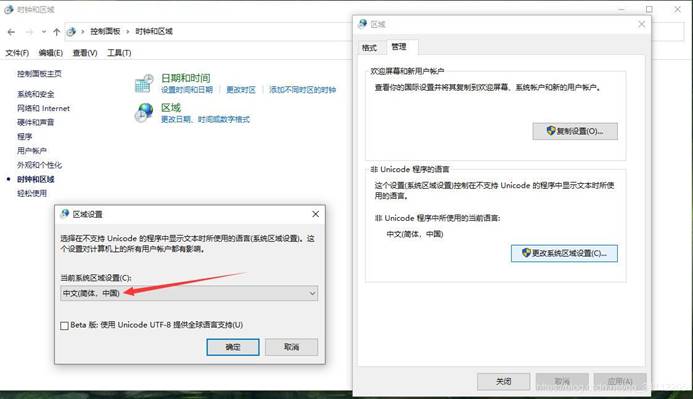 时钟和区域
控制面板 > 时钟和区域
文件(F) 编辑(E) 查看(V) 工具(T)
控制面板主页
系统和安全
网络和 Internet
硬件和声音
程序
用户帐户
外观和个性化
时钟和区域
轻松使用
日期和时间
设置时间和日期 更改时区 添加不同时区的时钟
区域
更改日期、时间或数字格式
区域设置
选择在不支持 Unicode 的程序中显示文本时所使用的语言(系统区域设置)。这
个设置对计算机上的所有用户帐户都有影响。
当前系统区域设置(C):
中文(简体，中国)
Beta 版: 使用 Unicode UTF-8 提供全球语言支持(U)
确定 取消
区域
格式 管理
欢迎屏幕和新用户帐户
查看你的国际设置并将其复制到欢迎屏幕、系统帐户和新的用户帐户。
复制设置(O)...
非 Unicode 程序的语言
这个设置(系统区域设置)控制在不支持 Unicode 的程序中显示文本时所使
用的语言。
非 Unicode 程序中所使用的当前语言:
中文(简体，中国)
更改系统区域设置(C)...
关闭 取消 应用(A)